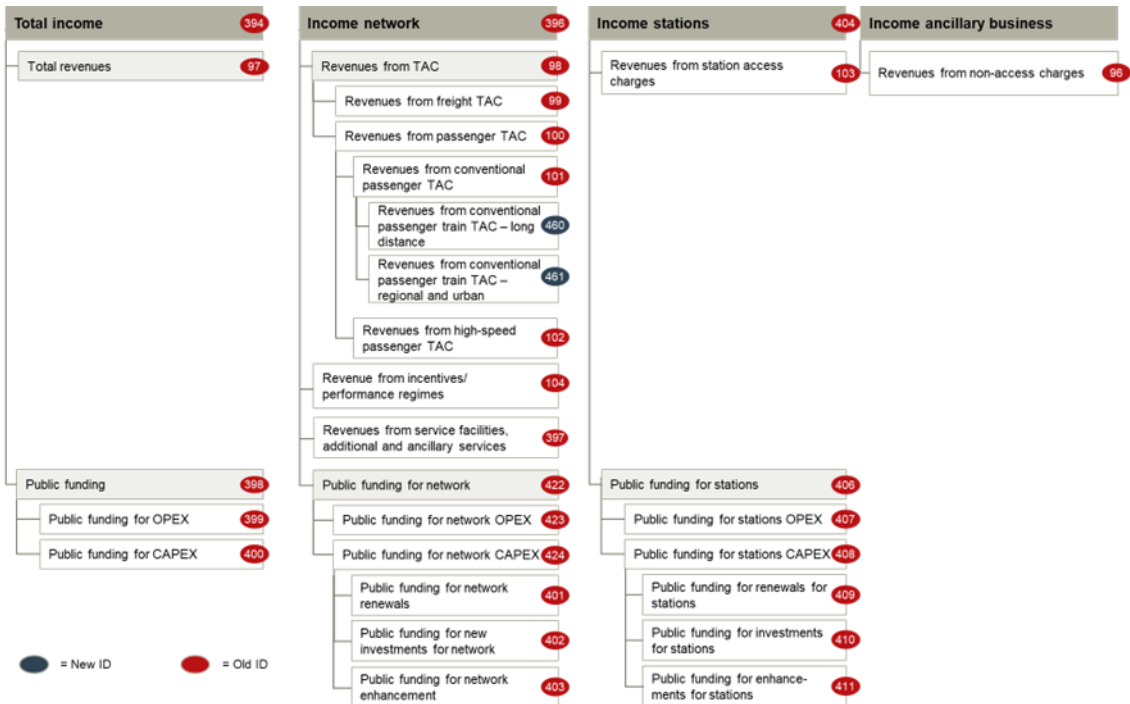 Total income 394
Total revenues 97
Public funding 398
Public funding for OPEX 399
Public funding for CAPEX 400
= New ID
= Old ID
Income network 396
Revenues from TAC 98
Revenues from freight TAC 99
Revenues from passenger TAC 100
Revenues from conventional
passenger TAC 101
Revenues from conventional
passenger train TAC – long
distance 460
Revenues from conventional
passenger train TAC –
regional and urban 461
Revenues from high-speed
passenger TAC 102
Revenue from incentives/
performance regimes 104
Revenues from service facilities,
additional and ancillary services 397
Public funding for network 422
Public funding for network OPEX 423
Public funding for network CAPEX 424
Public funding for network
renewals 401
Public funding for new
investments for network 402
Public funding for network
enhancement 403
Income stations 404
Revenues from station access
charges 103
Public funding for stations 406
Public funding for stations OPEX 407
Public funding for stations CAPEX 408
Public funding for renewals for
stations 409
Public funding for investments
for stations 410
Public funding for enhance-
ments for stations 411
Income ancillary business
Revenues from non-access charges 96